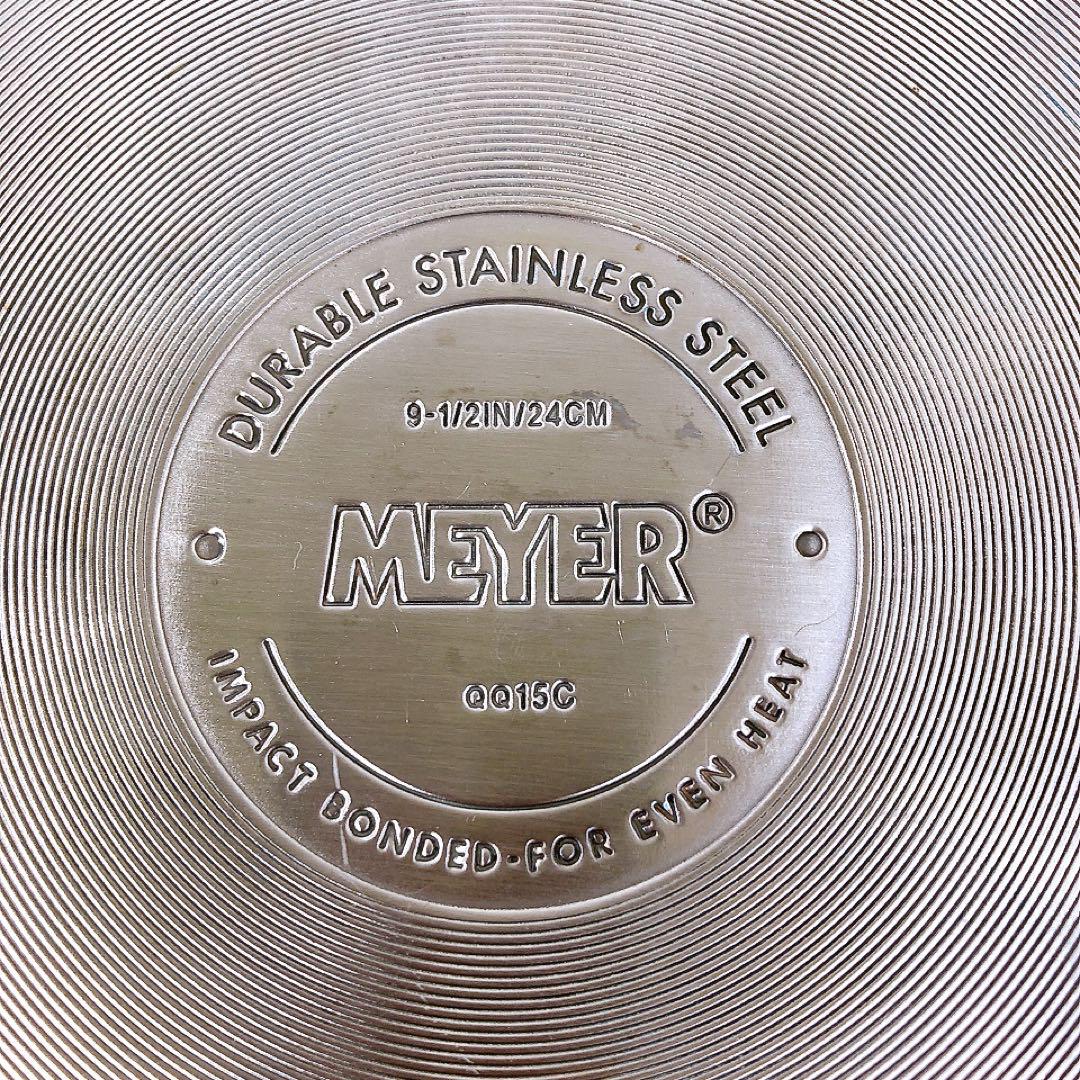 DURABLE STAINLESS STEEL
9-1/2IN/24CM
MEYER®
QQ15C
IMPACT BONDED-FOR EVEN HEAT